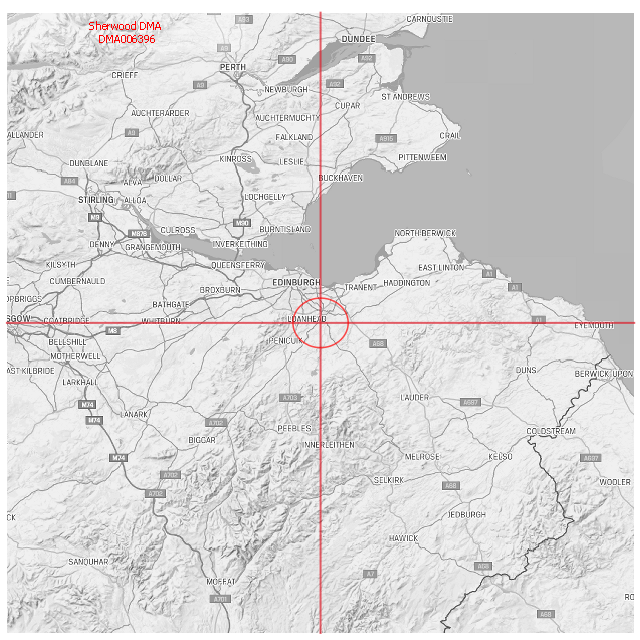 CARNOUSTIE
A93
Sherwood DMA
DMA006396
DUNDEE
A9
A90
A92
PERTH
CRIEFF
A9
A92
NEWBURGH
ST ANDREWS
CUPAR
AUCHTERARDER
AUCHTERMUCHTY
A9
ALLANDER
FALKLAND
A915
CRAIL
DUNBLANE
KINROSS
LESLIE
PITTENWEEM
A84
ALVA
DOLLAR
BUCKHAVEN
STIRLING
ALLOA
LOCHGELLY
M9
M90
CULROSS
BURNTISLAND
M876
NORTH BERWICK
DENNY
GRANGEMOUTH
INVERKEITHING
KILSYTH
QUEENSFERRY
EAST LINTON
A1
CUMBERNAULD
EDINBURGH
HADDINGTON
BROXBURN
TRANENT
A1
OPBRIGGS
BATHGATE
SGOW
COATBRIDGE
WHITBURN
LOANHEAD
A1
EYEMOUTH
M8
BELLSHILL
PENICUIK
A68
MOTHERWELL
AST KILBRIDE
DUNS
BERWICK UPON
LARKHALL
A703
LAUDER
A697
M74
LANARK
M74
A702
PEEBLES
COLDSTREAM
BIGGAR
INNERLEITHEN
M74
MELROSE
KELSO
A697
A702
SELKIRK
A68
WOODLER
A702
CK
JEDBURGH
HAWICK
SANQUHAR
A68
A7
MOFFAT
A701
RO
A68